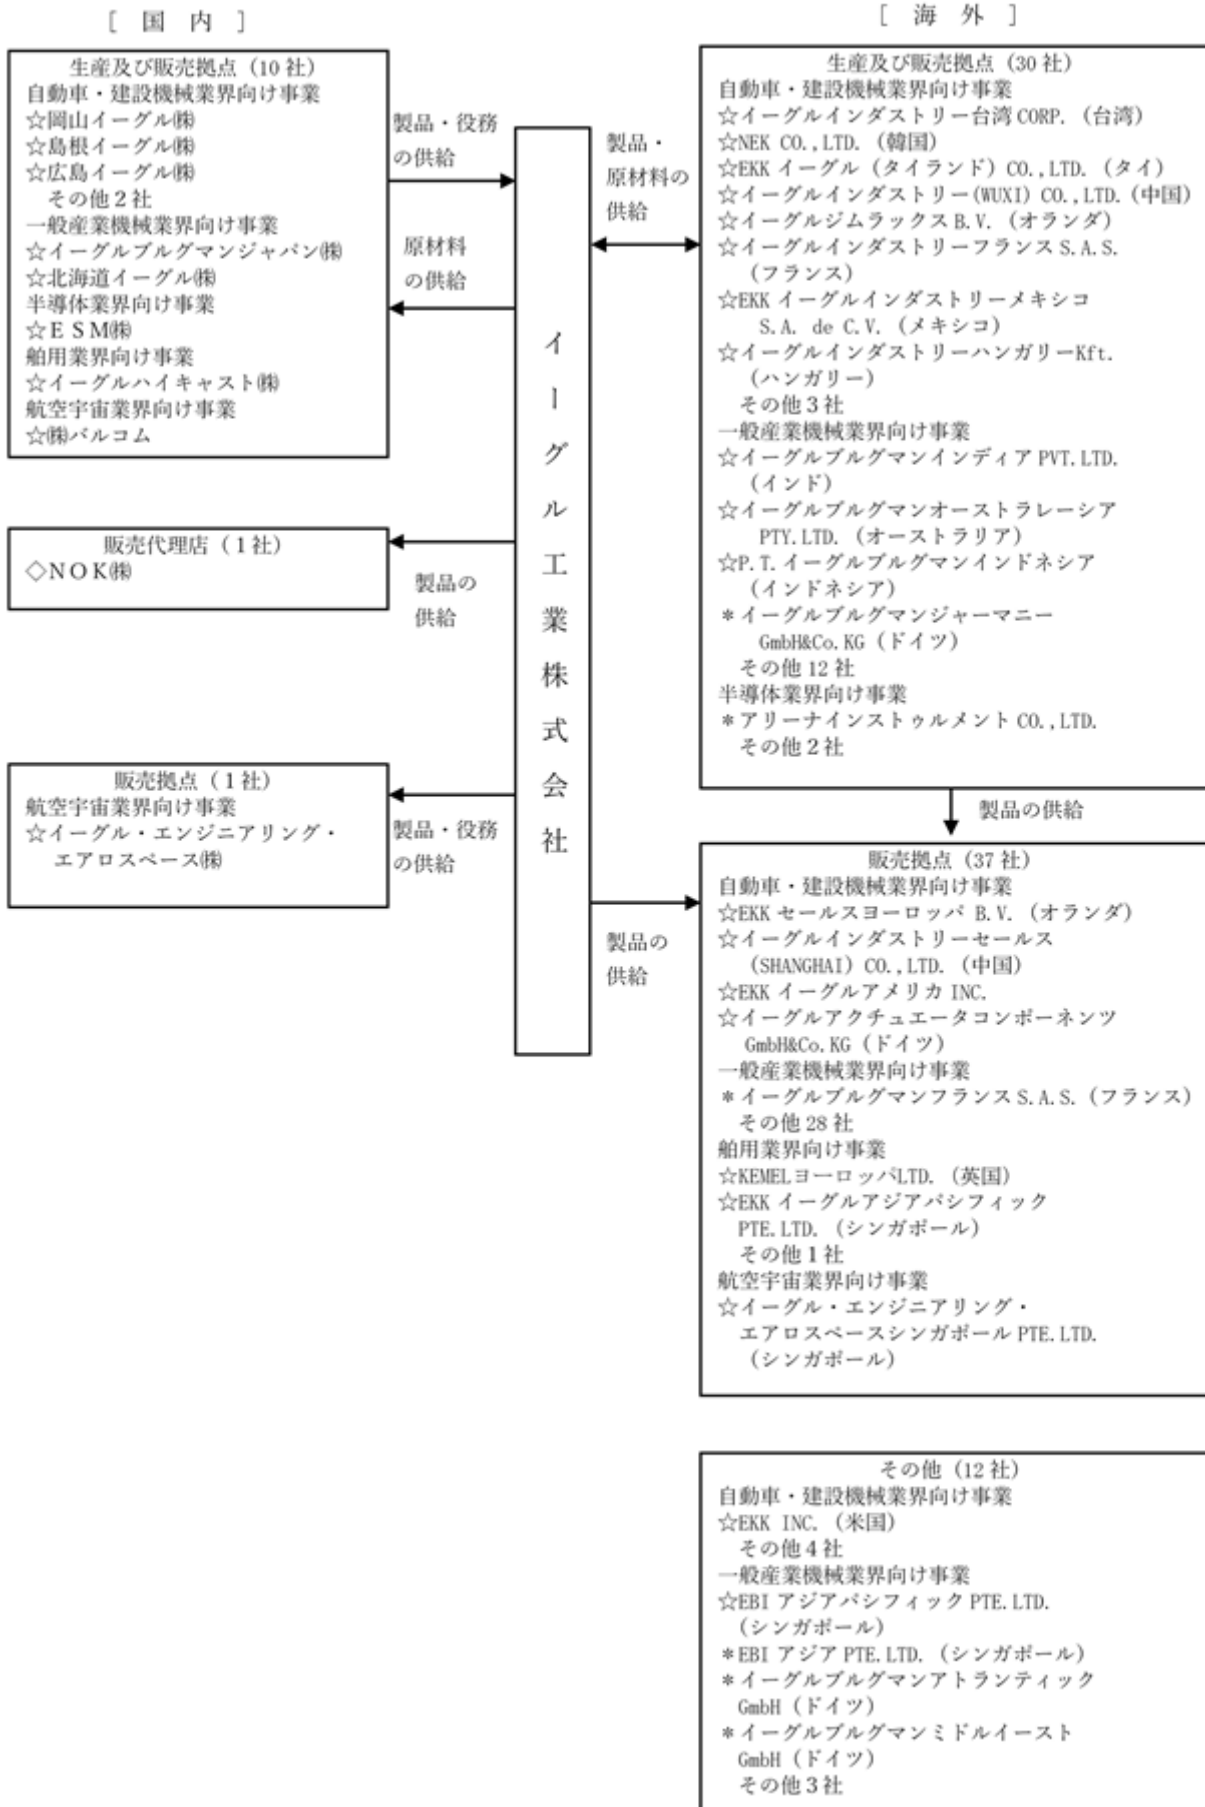 [ 国 内 ]
生産及び販売拠点（10 社）
自動車・建設機械業界向け事業
☆岡山イーグル㈱
☆島根イーグル㈱
☆広島イーグル㈱
その他２社
一般産業機械業界向け事業
☆イーグルブルグマンジャパン㈱
☆北海道イーグル㈱
半導体業界向け事業
☆ＥＳＭ㈱
舶用業界向け事業
☆イーグルハイキャスト㈱
航空宇宙業界向け事業
☆㈱バルコム
販売代理店（１社）
◇ＮＯＫ㈱
販売拠点（１社）
航空宇宙業界向け事業
☆イーグル・エンジニアリング・
エアロスペース㈱
製品・役務
の供給
原材料
の供給
製品の
供給
製品・役務
の供給
イーグル工業株式会社
製品・
原材料の
供給
製品の
供給
[ 海 外 ]
生産及び販売拠点（30 社）
自動車・建設機械業界向け事業
☆イーグルインダストリー台湾 CORP.（台湾）
☆NEK CO.,LTD.（韓国）
☆EKK イーグル（タイランド）CO.,LTD.（タイ）
☆イーグルインダストリー(WUXI) CO.,LTD.（中国）
☆イーグルジムラックス B.V.（オランダ）
☆イーグルインダストリーフランス S.A.S.
（フランス）
☆EKK イーグルインダストリーメキシコ
S.A. de C.V.（メキシコ）
☆イーグルインダストリーハンガリーKft.
（ハンガリー）
その他３社
一般産業機械業界向け事業
☆イーグルブルグマンインディア PVT.LTD.
（インド）
☆イーグルブルグマンオーストラレーシア
PTY.LTD.（オーストラリア）
☆P.T.イーグルブルグマンインドネシア
（インドネシア）
＊イーグルブルグマンジャーマニー
GmbH&Co.KG（ドイツ）
その他 12 社
半導体業界向け事業
＊アリーナインストゥルメント CO.,LTD.
その他２社
製品の供給
販売拠点（37 社）
自動車・建設機械業界向け事業
☆EKK セールスヨーロッパ B.V.（オランダ）
☆イーグルインダストリーセールス
(SHANGHAI) CO.,LTD.（中国）
☆EKK イーグルアメリカ INC.
☆イーグルアクチュエータコンポーネンツ
GmbH&Co.KG（ドイツ）
一般産業機械業界向け事業
＊イーグルブルグマンフランス S.A.S.（フランス）
その他 28 社
舶用業界向け事業
☆KEMELヨーロッパLTD.（英国）
☆EKK イーグルアジアパシフィック
PTE.LTD.（シンガポール）
その他１社
航空宇宙業界向け事業
☆イーグル・エンジニアリング・
エアロスペースシンガポール PTE.LTD.
（シンガポール）
その他（12 社）
自動車・建設機械業界向け事業
☆EKK INC.（米国）
その他４社
一般産業機械業界向け事業
☆EBI アジアパシフィック PTE.LTD.
（シンガポール）
＊EBI アジア PTE.LTD.（シンガポール）
＊イーグルブルグマンアトランティック
GmbH（ドイツ）
＊イーグルブルグマンミドルイースト
GmbH（ドイツ）
その他３社